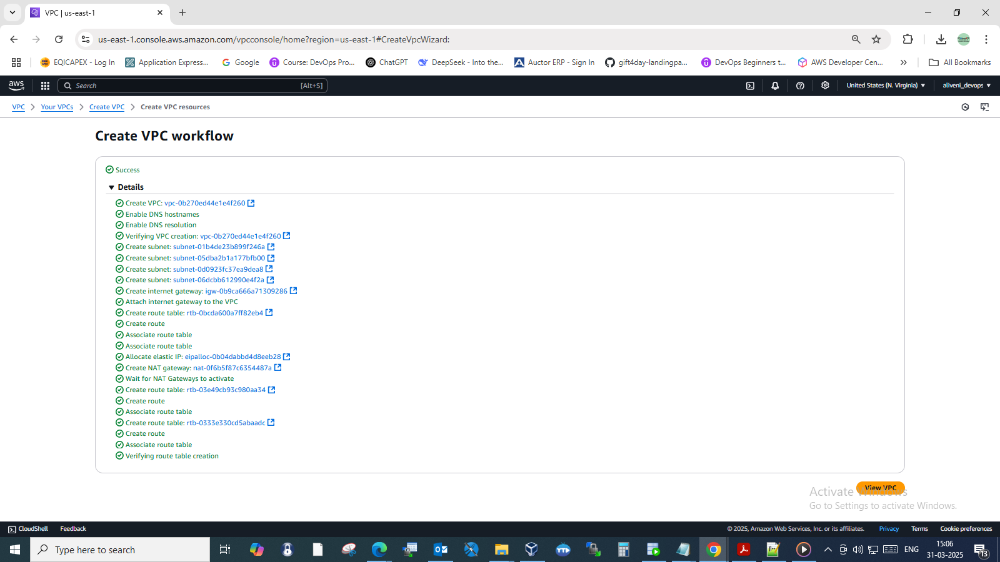 VPC | us-east-1
us-east-1.console.aws.amazon.com/vpcconsole/home?region=us-east-1#CreateVpcWizard:
EQICAPEX - Log In
Application Express...
Google
Course: DevOps Pro...
ChatGPT
DeepSeek - Into the...
Auctor ERP - Sign In
gift4day-landingpa...
DevOps Beginners t...
AWS Developer Cen...
All Bookmarks
aws
Search
[Alt+S]
United States (N. Virginia)
aliveni_devops
VPC
Your VPCs
Create VPC
Create VPC resources
Create VPC workflow
Success
Details
Create VPC: vpc-0b270ed44e1e4f260
Enable DNS hostnames
Enable DNS resolution
Verifying VPC creation: vpc-0b270ed44e1e4f260
Create subnet: subnet-01b4de23b899f246a
Create subnet: subnet-05dba2b1a177bfb00
Create subnet: subnet-0d0923fc37ea9dea8
Create subnet: subnet-06dcbb612990e4f2a
Create internet gateway: igw-0b9ca666a71309286
Attach internet gateway to the VPC
Create route table: rtb-0bcda600a7ff82eb4
Create route
Associate route table
Associate route table
Allocate elastic IP: eipalloc-0b04dabbd4d8eeb28
Create NAT gateway: nat-0f6b5f87c6354487a
Wait for NAT Gateways to activate
Create route table: rtb-03e49cb93c980aa34
Create route
Associate route table
Create route table: rtb-0333e330cd5abaadc
Create route
Associate route table
Verifying route table creation
View VPC
Activate Windows
Go to Settings to activate Windows.
CloudShell
Feedback
© 2025, Amazon Web Services, Inc. or its affiliates.
Privacy
Terms
Cookie preferences
Type here to search
ENG
15:06
31-03-2025
13